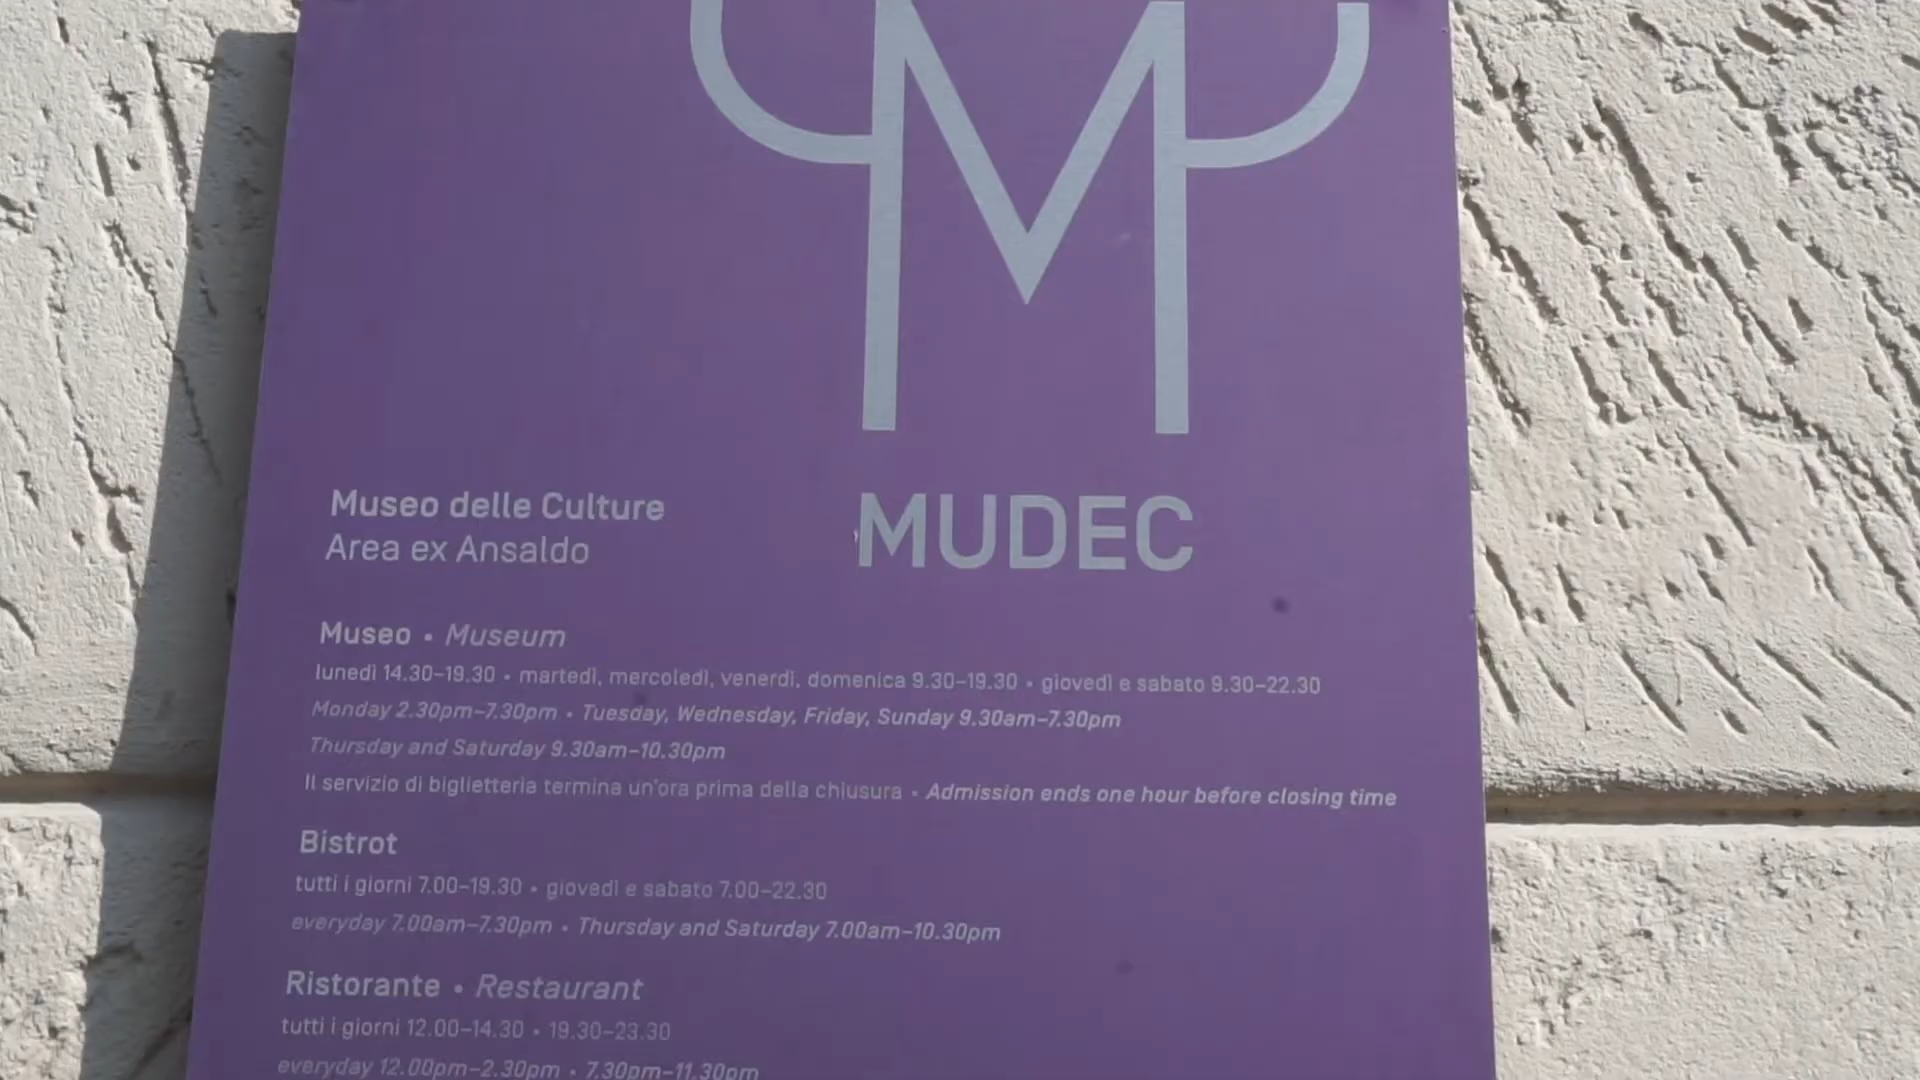 Museo delle Culture
Area ex Ansaldo
MUDEC
Museo • Museum
lunedì 14.30–19.30 • martedì, mercoledì, venerdì, domenica 9.30–19.30 • giovedì e sabato 9.30–22.30
Monday 2.30pm–7.30pm • Tuesday, Wednesday, Friday, Sunday 9.30am–7.30pm
Thursday and Saturday 9.30am–10.30pm
Il servizio di biglietteria termina un'ora prima della chiusura • Admission ends one hour before closing time
Bistrot
tutti i giorni 7.00–19.30 • giovedì e sabato 7.00–22.30
everyday 7.00am–7.30pm • Thursday and Saturday 7.00am–10.30pm
Ristorante • Restaurant
tutti i giorni 12.00–14.30 • 19.30–23.30
everyday 12.00pm–2.30pm • 7.30pm–11.30pm